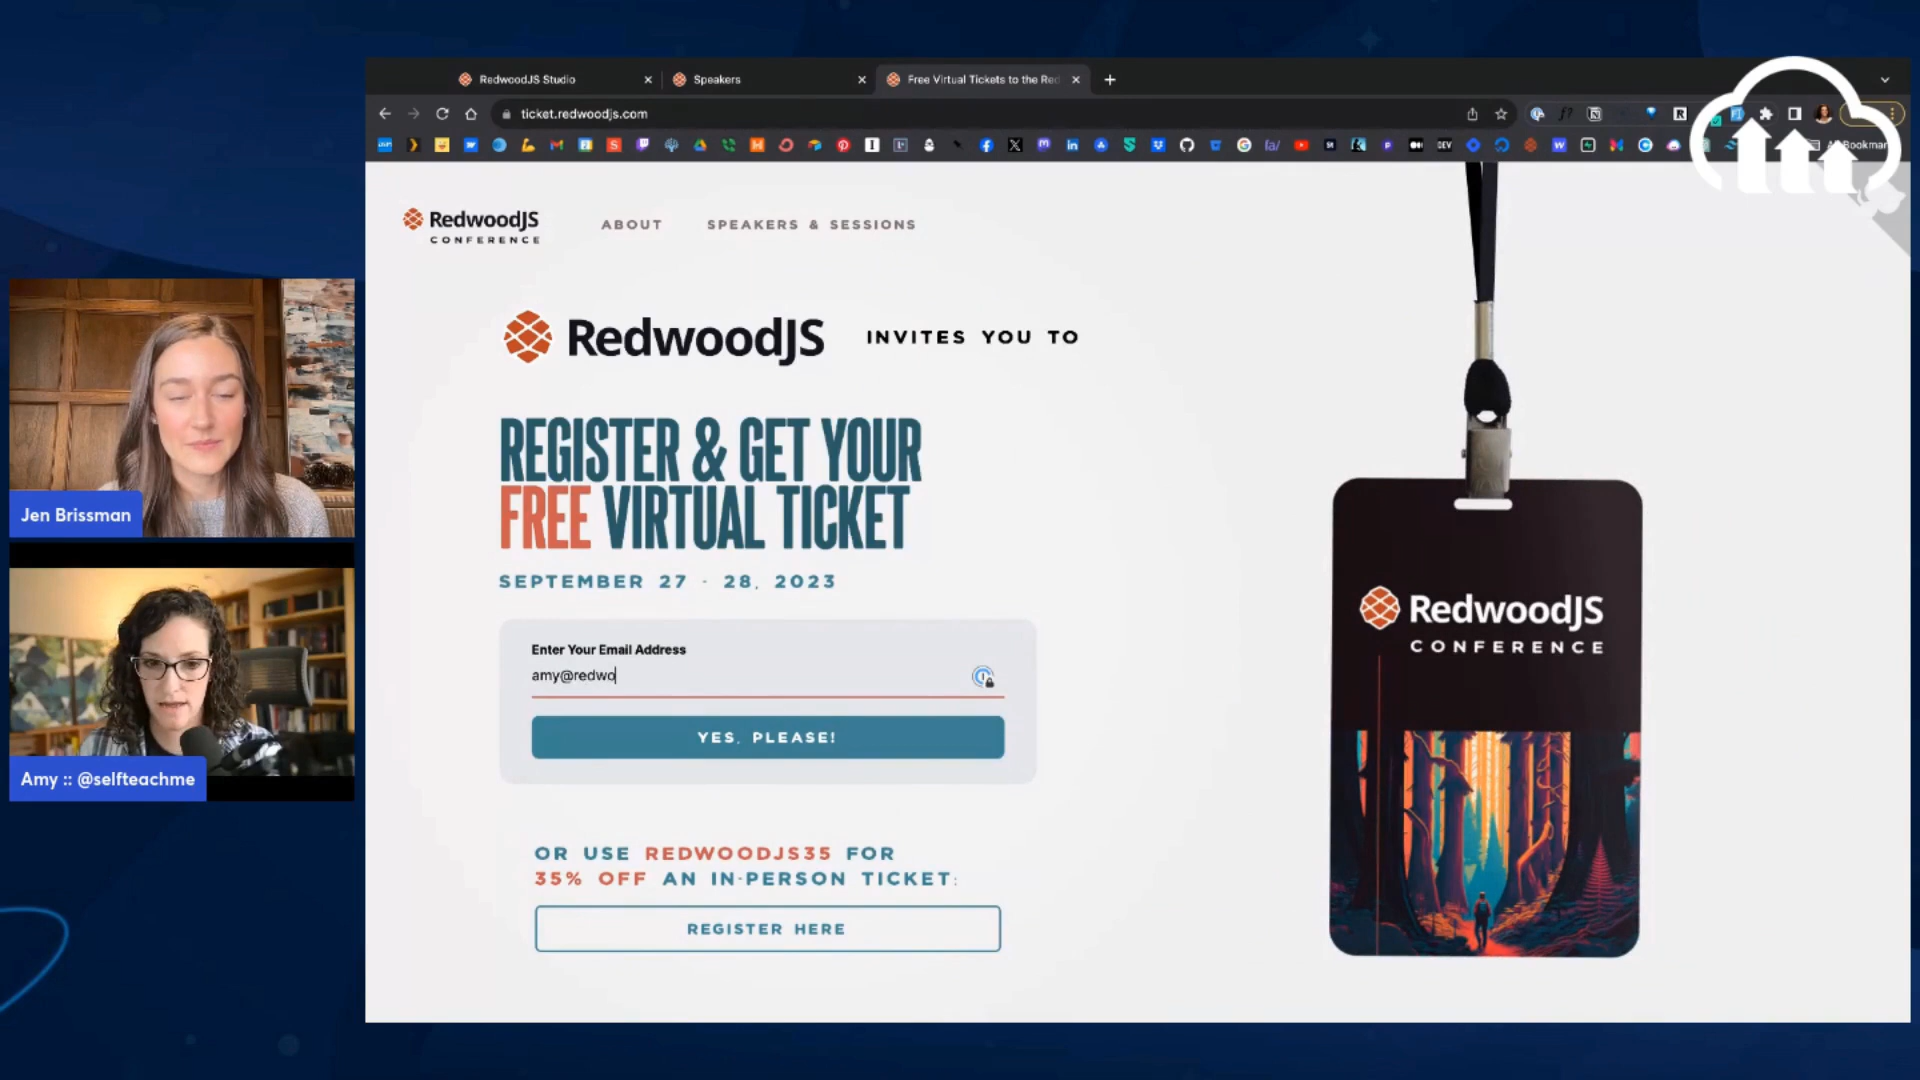 RedwoodJS Studio
Speakers
Free Virtual Tickets to the Red
ticket.redwoodjs.com
RedwoodJS
CONFERENCE
ABOUT
SPEAKERS & SESSIONS
RedwoodJS
INVITES YOU TO
REGISTER & GET YOUR
FREE VIRTUAL TICKET
SEPTEMBER 27 - 28, 2023
Enter Your Email Address
amy@redwo
YES, PLEASE!
OR USE REDWOODJS35 FOR
35% OFF AN IN-PERSON TICKET:
REGISTER HERE
RedwoodJS
CONFERENCE
Jen Brissman
Amy :: @selfteachme